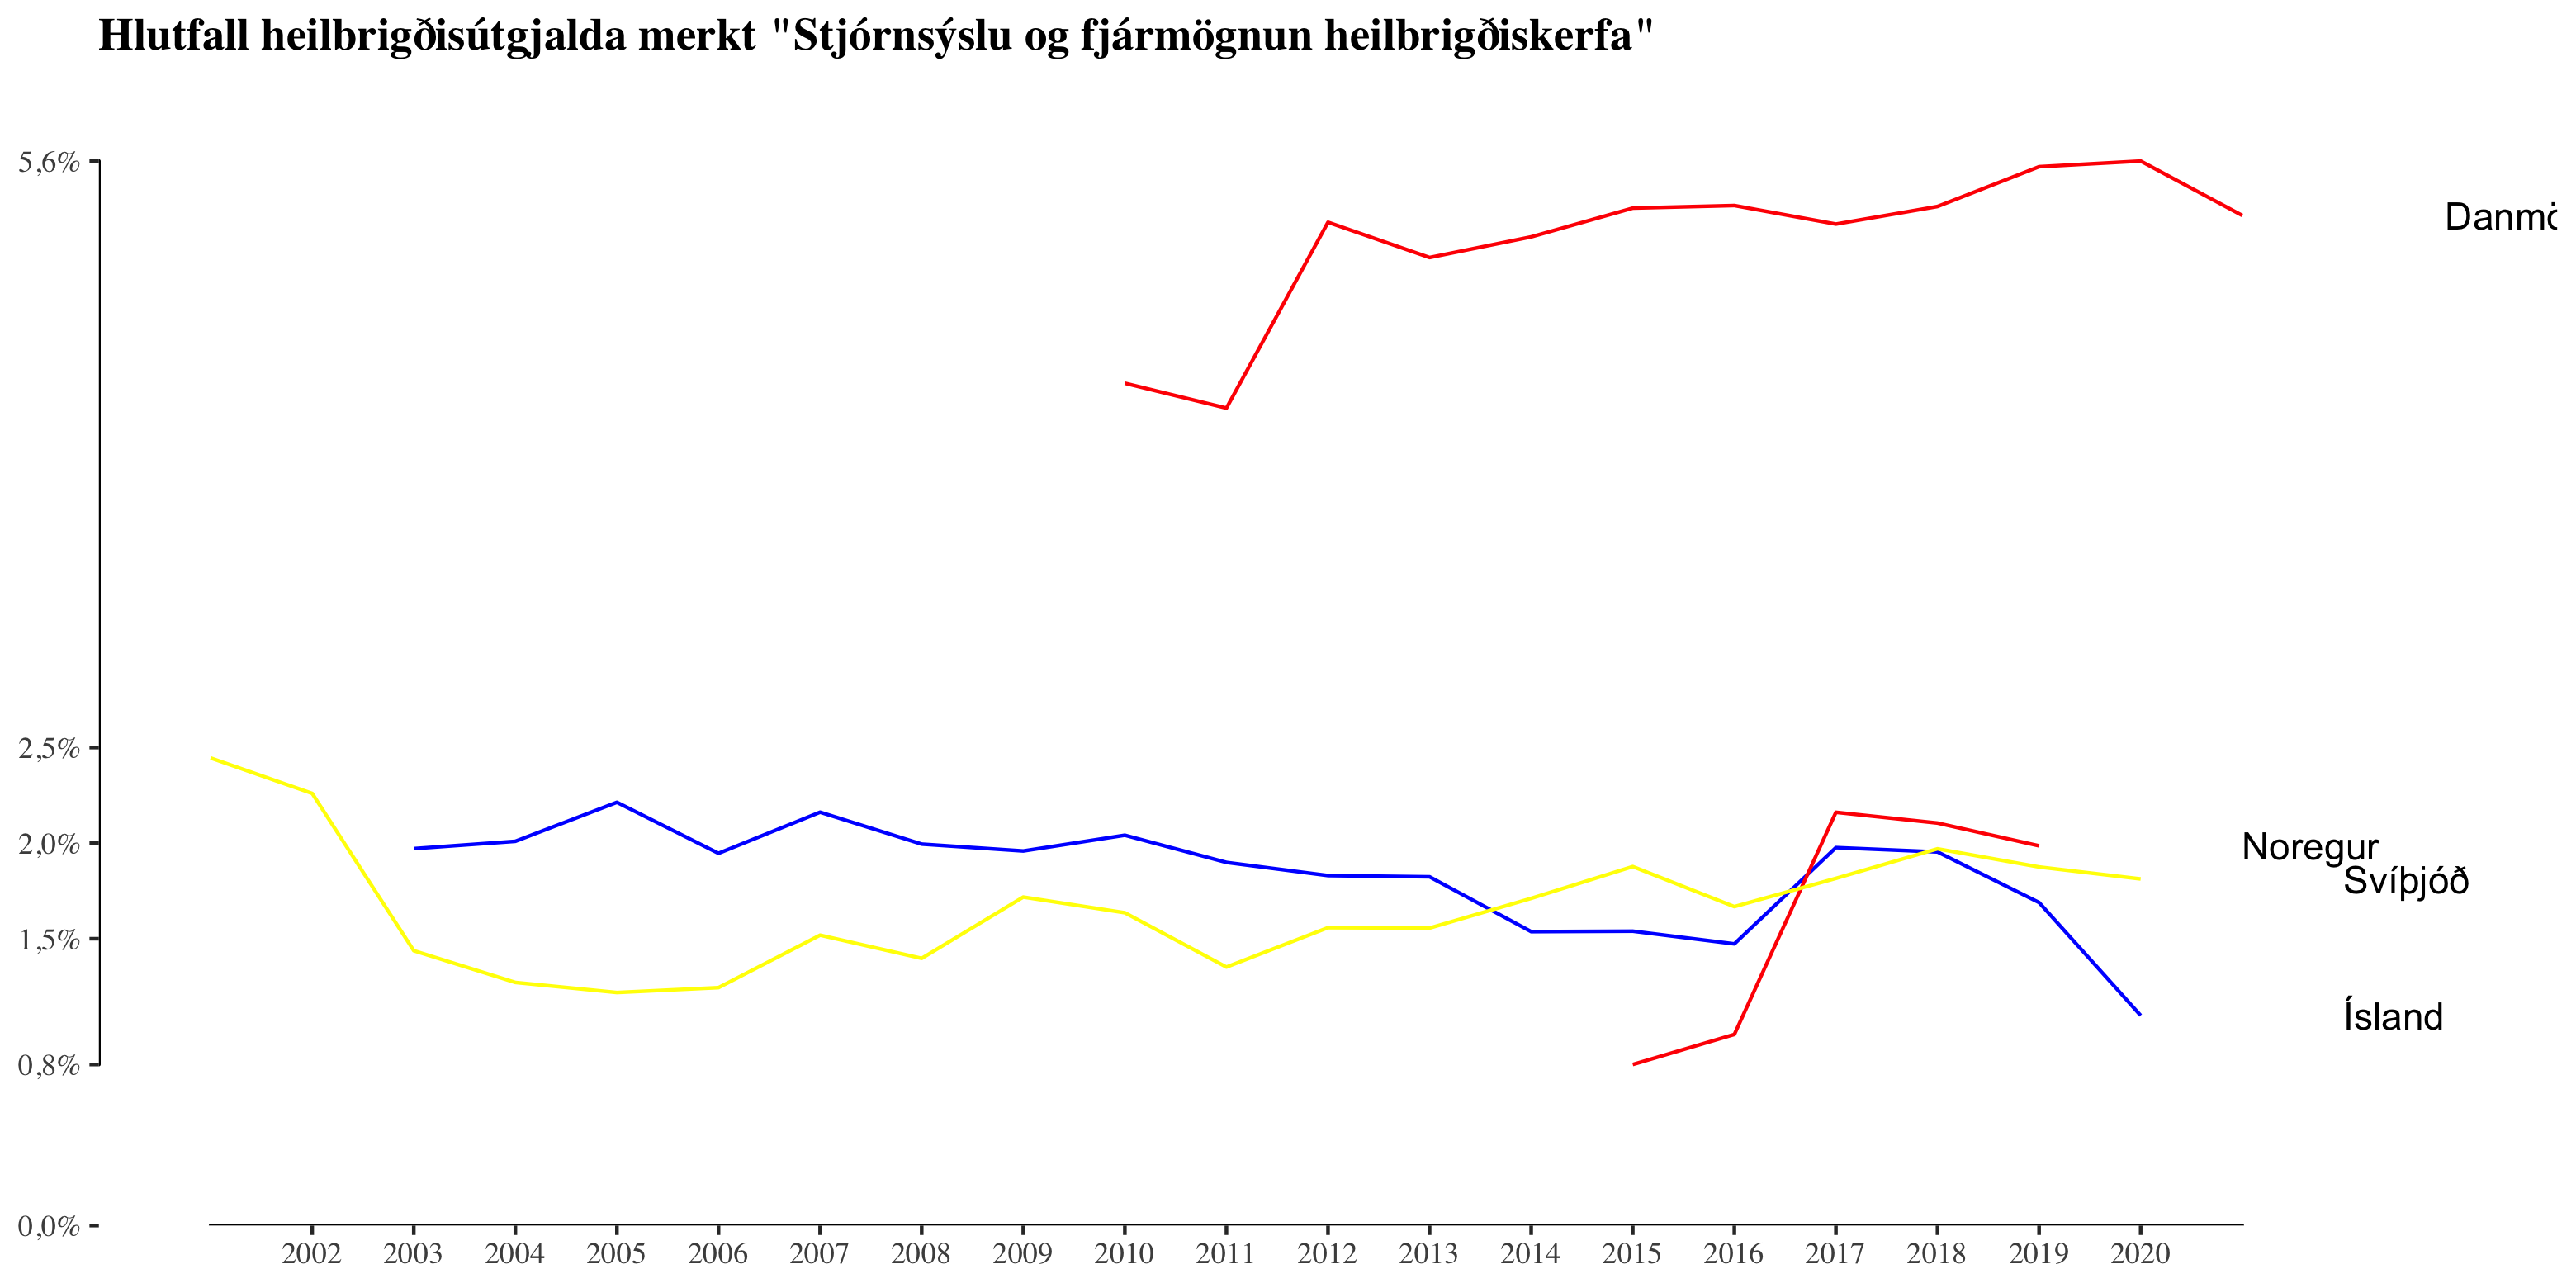 Hlutfall heilbrigðisútgjalda merkt "Stjórnsýslu og fjármögnun heilbrigðiskerfa"
5,6%
2,5%
2,0%
1,5%
0,8%
0,0%
Noregur
Svíþjóð
Ísland
2002 2003 2004 2005 2006 2007 2008 2009 2010 2011 2012 2013 2014 2015 2016 2017 2018 2019 2020